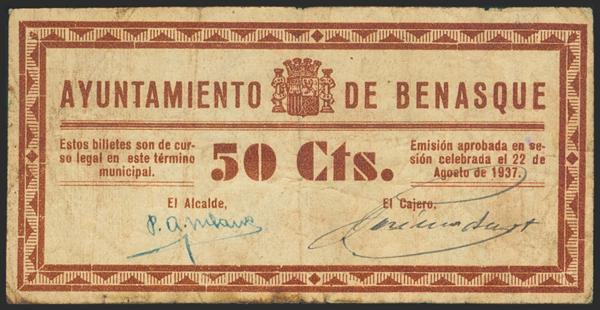 AYUNTAMIENTO DE BENASQUE
Estos billetes son de cur-
so legal en este término
municipal.
50 Cts.
Emisión aprobada en se-
sión celebrada el 22 de
Agosto de 1937.
El Alcalde,
El Cajero,
P. A.